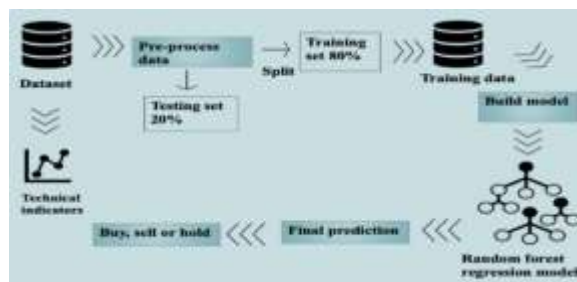 Dataset
Pre-process
data
Split
Training
set 80%
Training data
Testing set
20%
Build model
Technical
indicators
Buy, sell or hold
Final prediction
Random forest
regression model